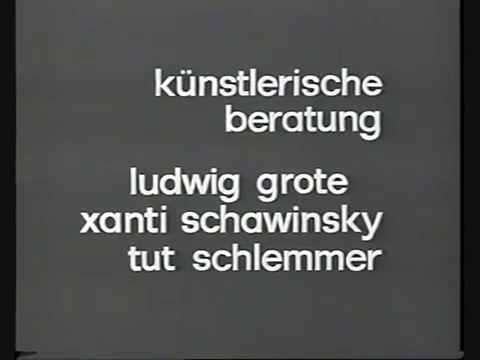 künstlerische
beratung
ludwig grote
xanti schawinsky
tut schlemmer